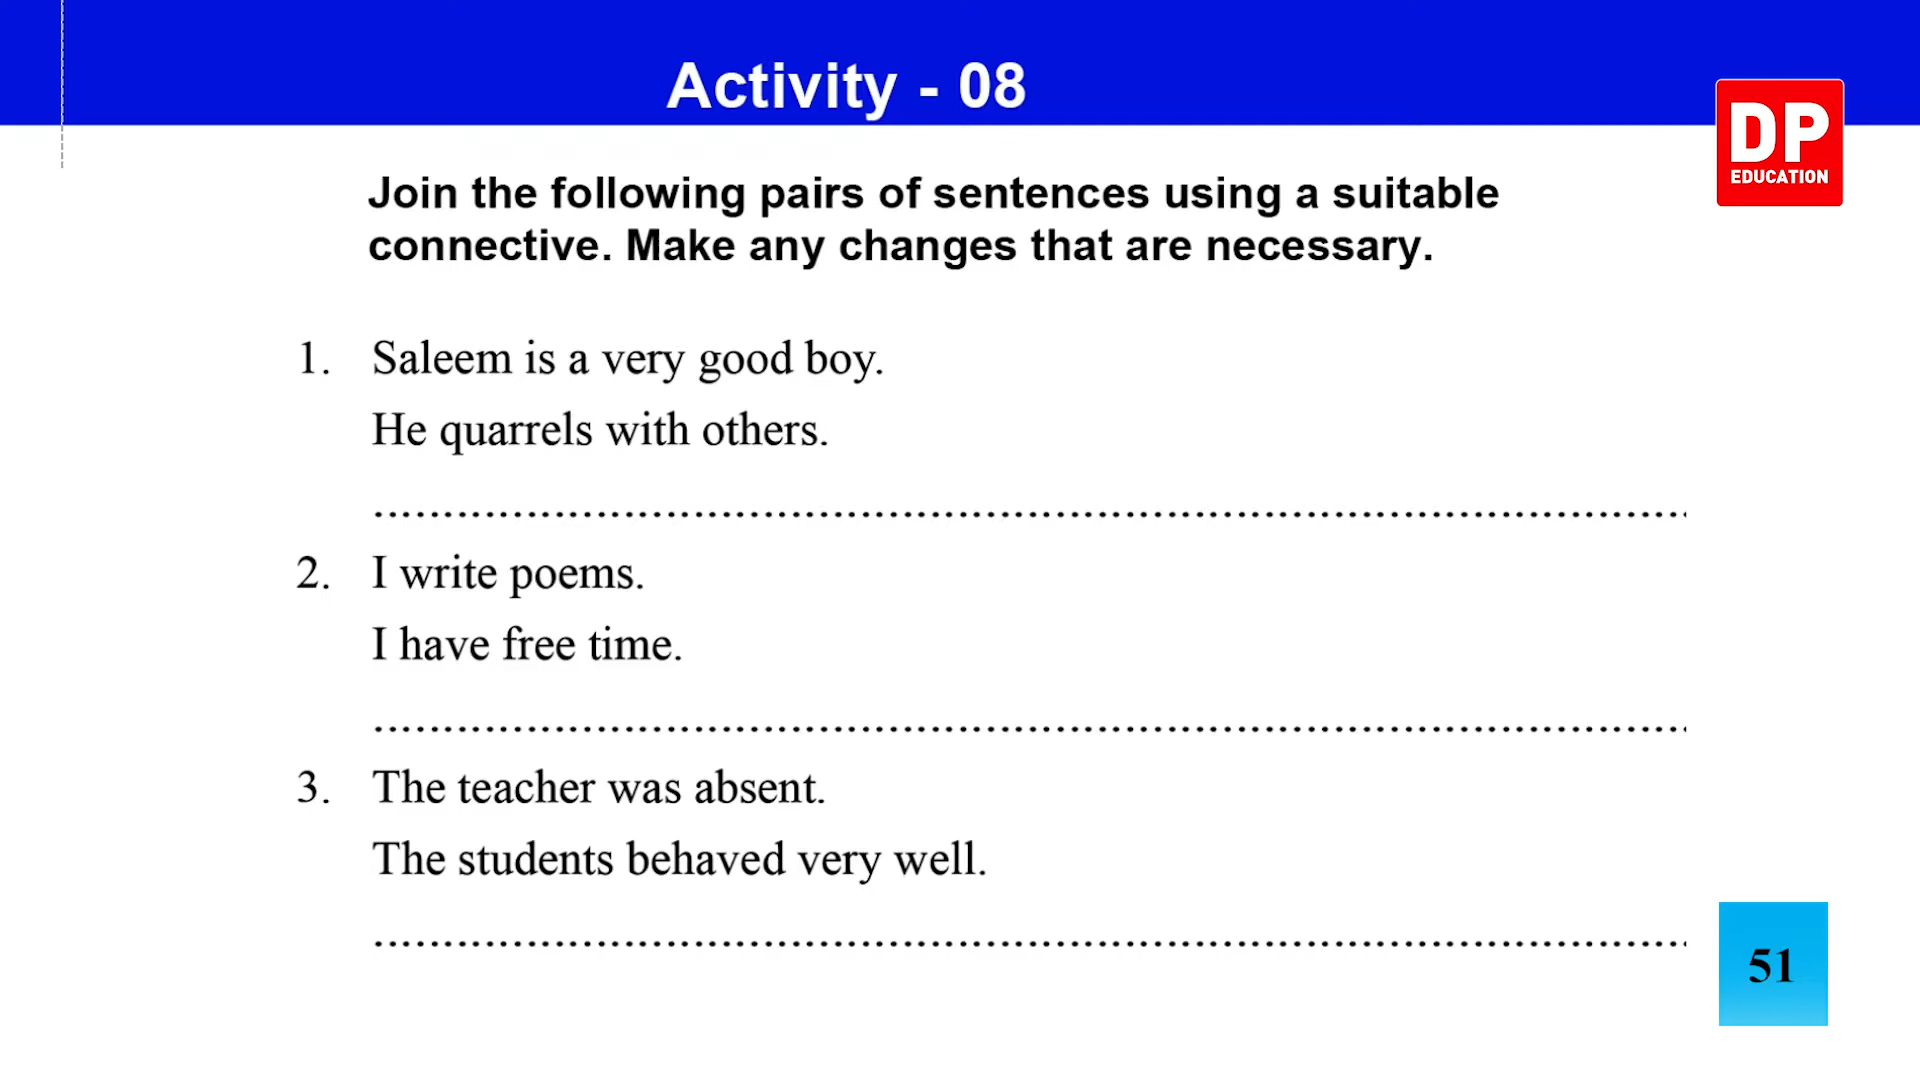 Activity - 08
DP
EDUCATION
Join the following pairs of sentences using a suitable
connective. Make any changes that are necessary.
1. Saleem is a very good boy.
He quarrels with others.
................................................................................................
2. I write poems.
I have free time.
................................................................................................
3. The teacher was absent.
The students behaved very well.
................................................................................................
51